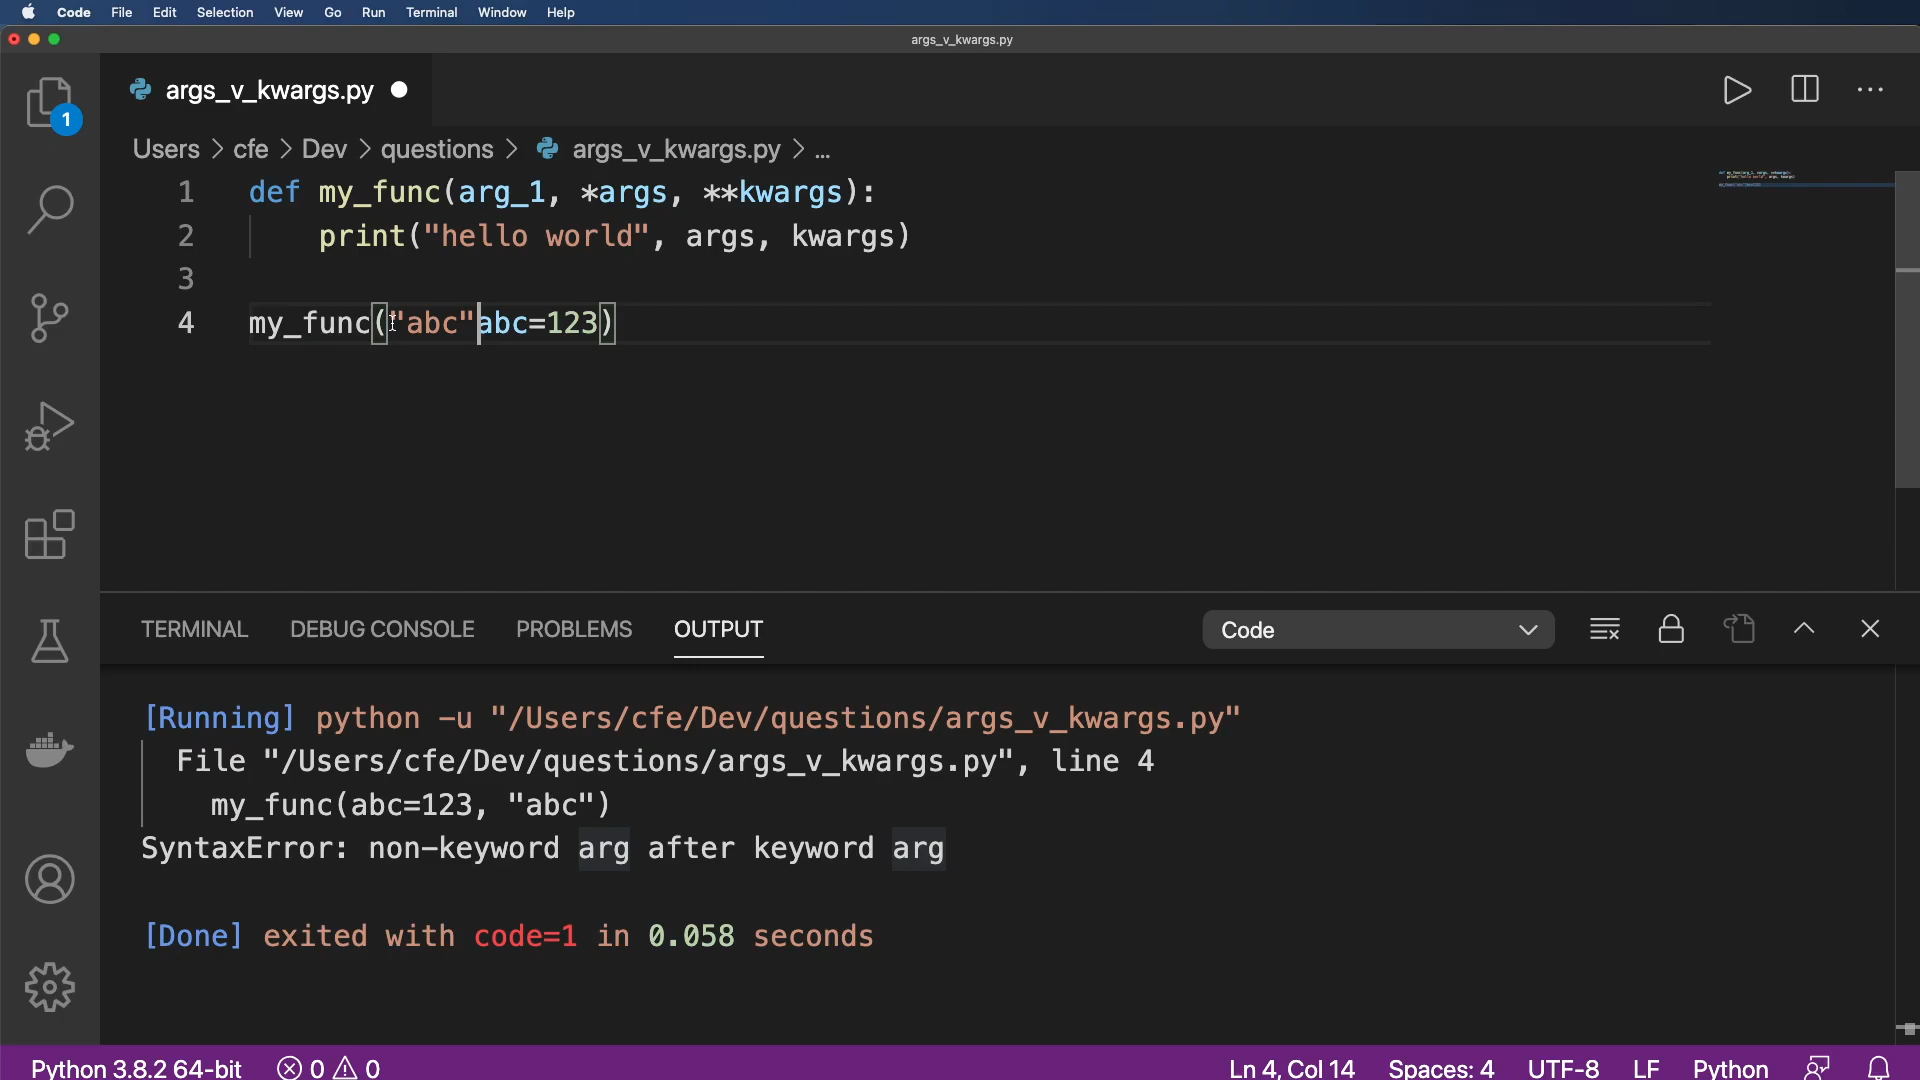 Code File Edit Selection View Go Run Terminal Window Help
args_v_kwargs.py
args_v_kwargs.py
1
Users > cfe > Dev > questions > args_v_kwargs.py > ...
1 def my_func(arg_1, *args, **kwargs):
2 print("hello world", args, kwargs)
3
4 my_func("abc"abc=123)
TERMINAL DEBUG CONSOLE PROBLEMS OUTPUT Code
[Running] python -u "/Users/cfe/Dev/questions/args_v_kwargs.py"
File "/Users/cfe/Dev/questions/args_v_kwargs.py", line 4
my_func(abc=123, "abc")
SyntaxError: non-keyword arg after keyword arg
[Done] exited with code=1 in 0.058 seconds
Python 3.8.2 64-bit 0 0 Ln 4, Col 14 Spaces: 4 UTF-8 LF Python